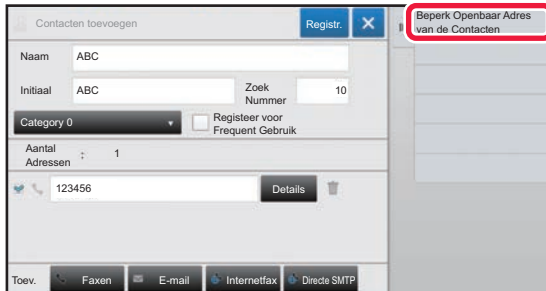 Contacten toevoegen
Registr.
Beperk Openbaar Adres
van de Contacten
Naam
ABC
Initiaal
ABC
Zoek
Nummer
10
Category 0
Registeer voor
Frequent Gebruik
Aantal
Adressen
:
1
123456
Details
Toev.
Faxen
E-mail
Internetfax
Directe SMTP